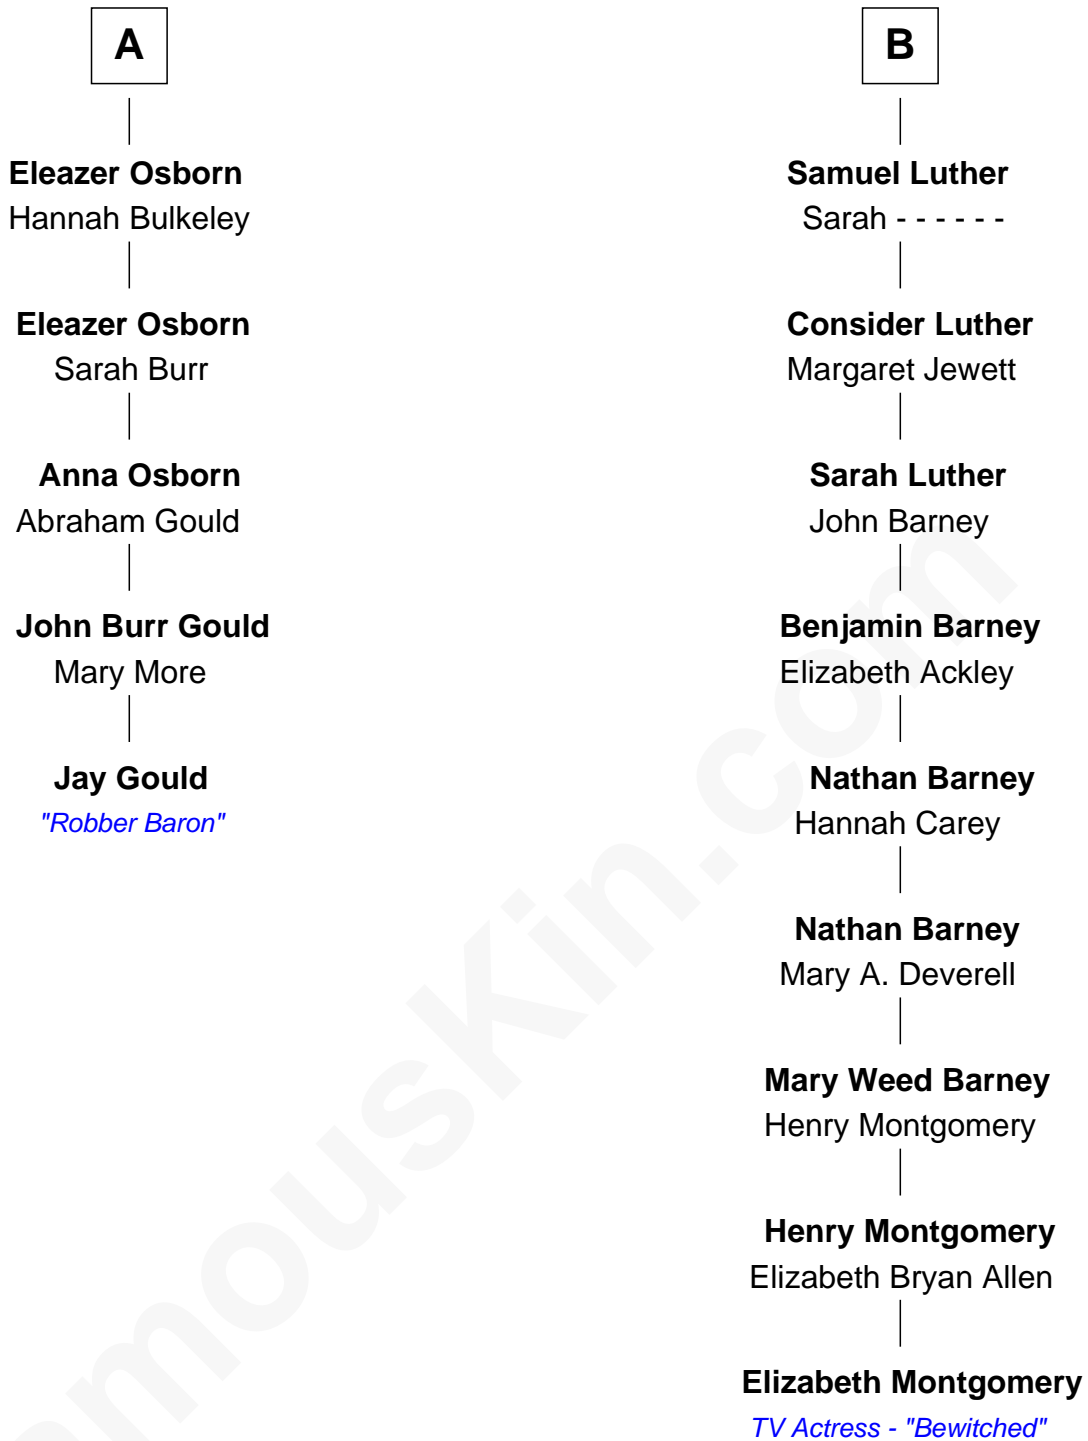 A
Eleazer Osborn
Hannah Bulkeley
Eleazer Osborn
Sarah Burr
Anna Osborn
Abraham Gould
John Burr Gould
Mary More
Jay Gould
"Robber Baron"
B
Samuel Luther
Sarah - - - - - -
Consider Luther
Margaret Jewett
Sarah Luther
John Barney
Benjamin Barney
Elizabeth Ackley
Nathan Barney
Hannah Carey
Nathan Barney
Mary A. Deverell
Mary Weed Barney
Henry Montgomery
Henry Montgomery
Elizabeth Bryan Allen
Elizabeth Montgomery
TV Actress - "Bewitched"
amouskin.com